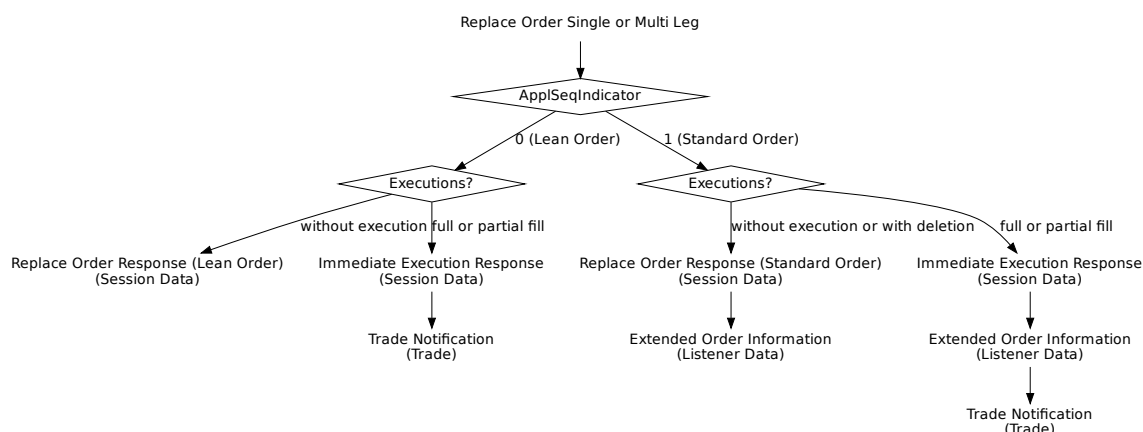 Replace Order Single or Multi Leg
ApplSeqIndicator
0 (Lean Order)
1 (Standard Order)
Executions?
Executions?
without execution
full or partial fill
without execution or with deletion
full or partial fill
Replace Order Response (Lean Order)
(Session Data)
Immediate Execution Response
(Session Data)
Replace Order Response (Standard Order)
(Session Data)
Immediate Execution Response
(Session Data)
Trade Notification
(Trade)
Extended Order Information
(Listener Data)
Extended Order Information
(Listener Data)
Trade Notification
(Trade)